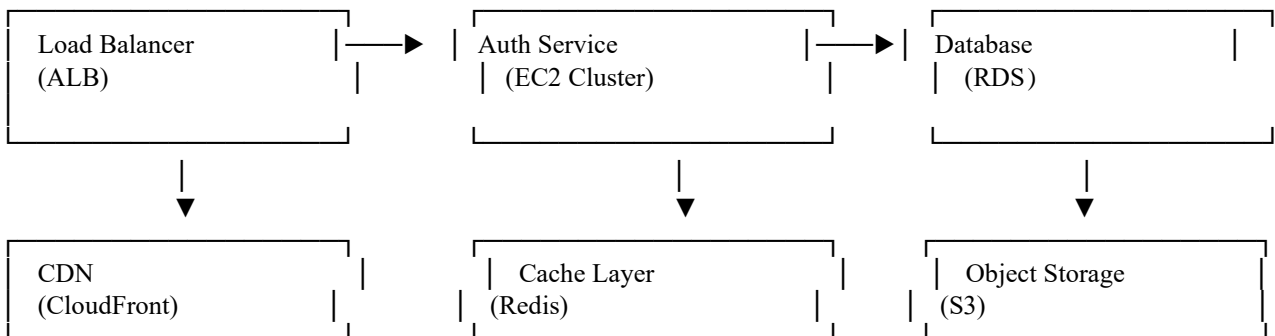 Load Balancer Auth Service Database
(ALB) (EC2 Cluster) (RDS)
CDN Cache Layer Object Storage
(CloudFront) (Redis) (S3)